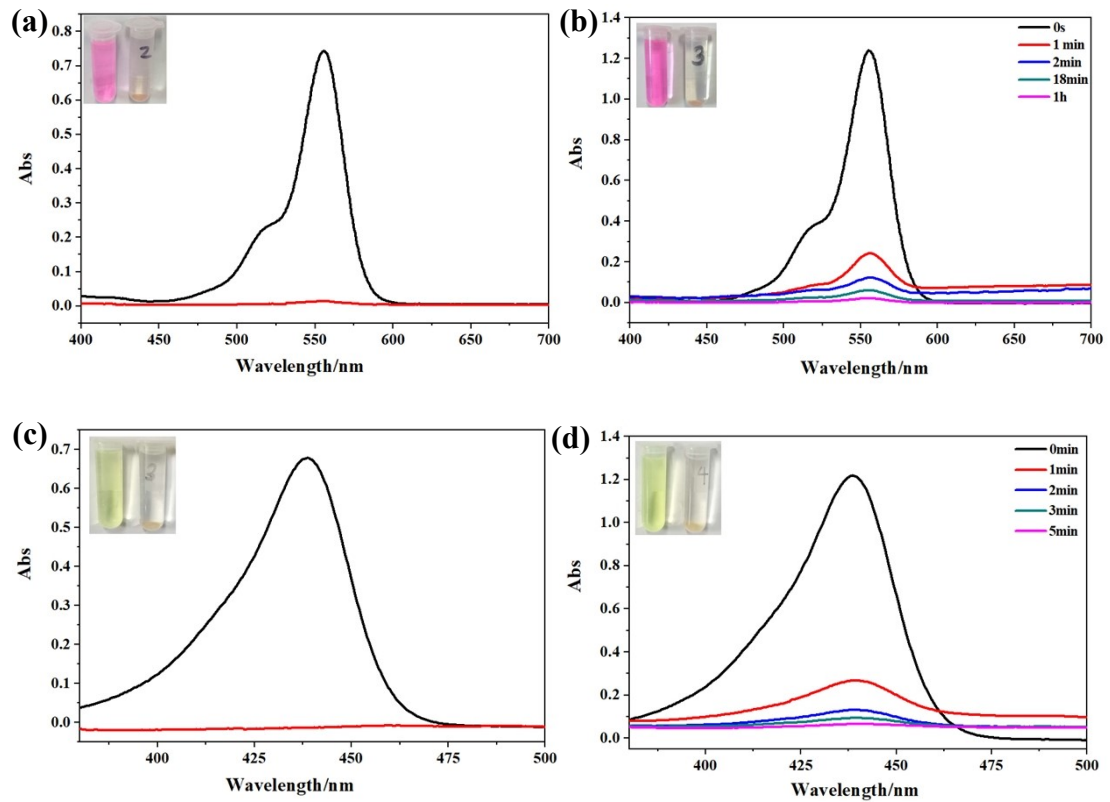 (a)
2
Abs
0.8
0.7
0.6
0.5
0.4
0.3
0.2
0.1
0.0
400 450 500 550 600 650 700
Wavelength/nm
(b)
3
0s
1 min
2min
18min
1h
Abs
1.4
1.2
1.0
0.8
0.6
0.4
0.2
0.0
400 450 500 550 600 650 700
Wavelength/nm
(c)
Abs
0.7
0.6
0.5
0.4
0.3
0.2
0.1
0.0
400 425 450 475 500
Wavelength/nm
(d)
4
0min
1min
2min
3min
5min
Abs
1.4
1.2
1.0
0.8
0.6
0.4
0.2
0.0
400 425 450 475 500
Wavelength/nm